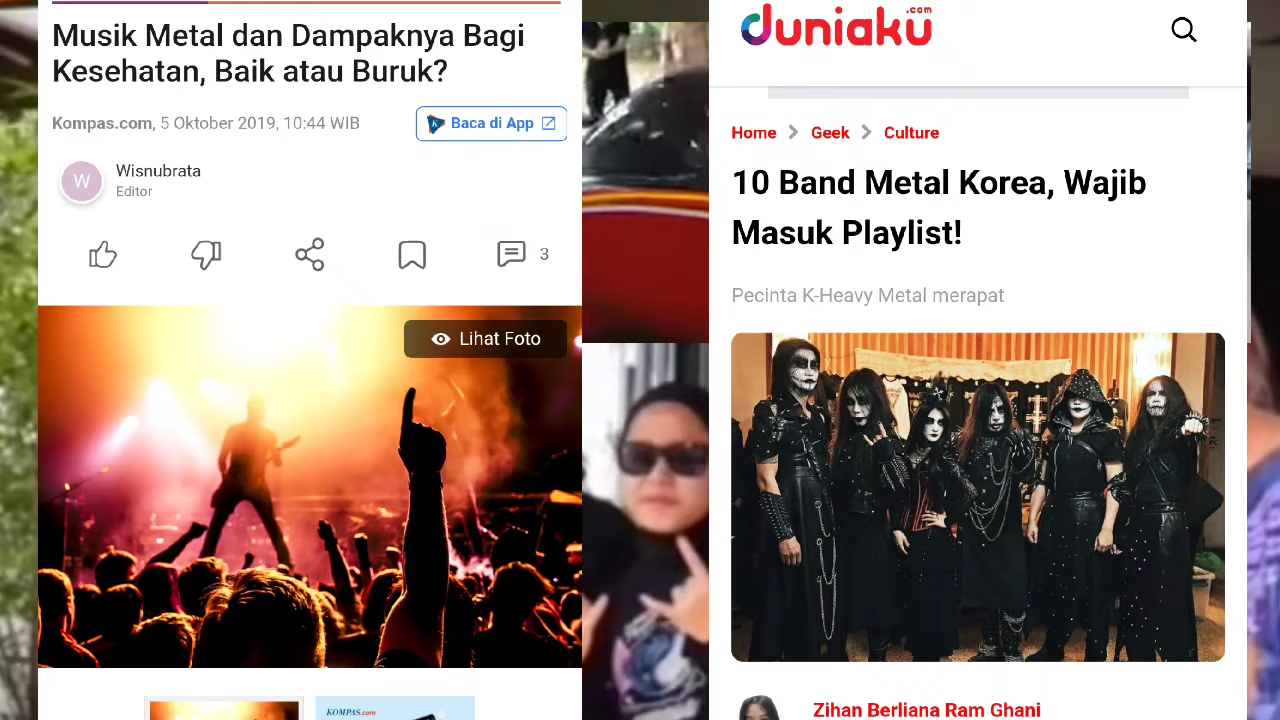 Musik Metal dan Dampaknya Bagi
Kesehatan, Baik atau Buruk?
Kompas.com, 5 Oktober 2019, 10:44 WIB
Baca di App
W
Wisnubrata
Editor
3
Lihat Foto
KOMPAS.com
duniaku.com
Home > Geek > Culture
10 Band Metal Korea, Wajib
Masuk Playlist!
Pecinta K-Heavy Metal merapat
Zihan Berliana Ram Ghani